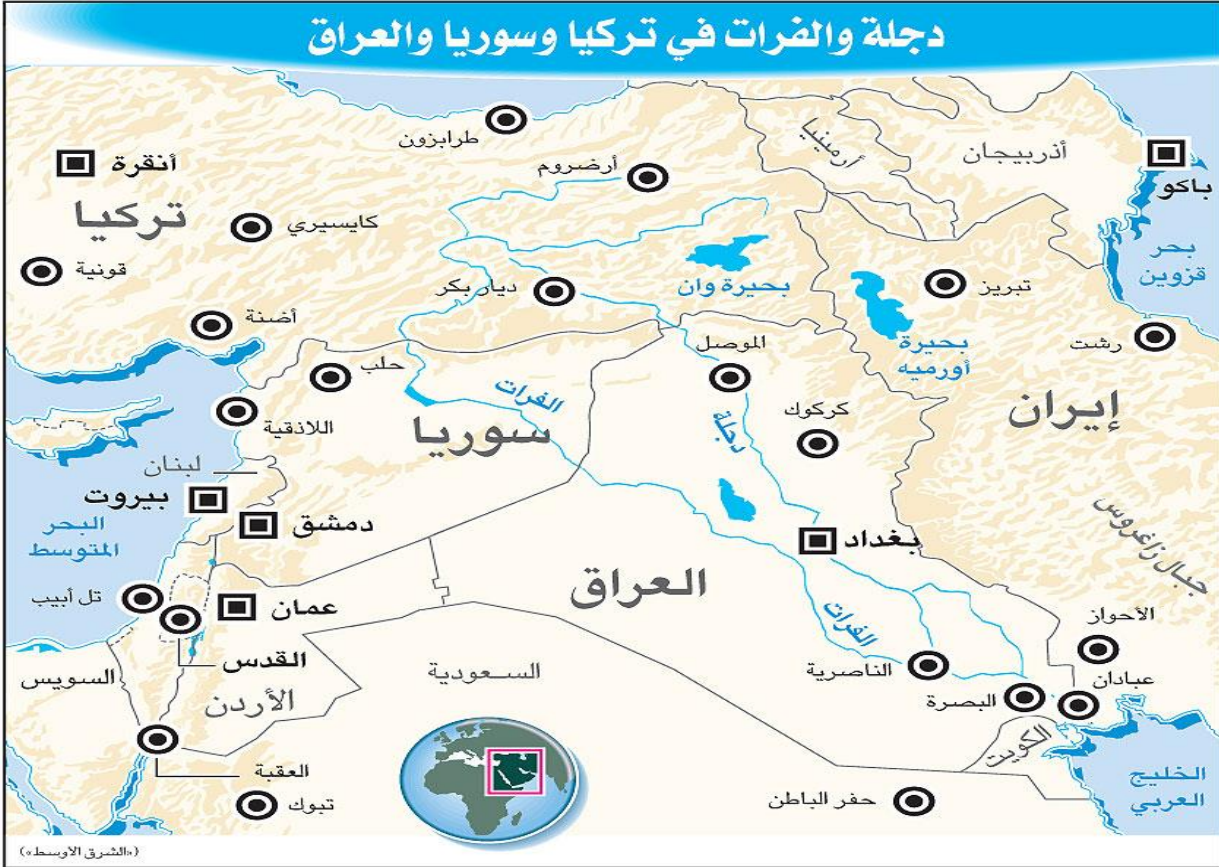 دجلة والفرات في تركيا وسوريا والعراق
طرابزون
أرمينيا
أذربيجان
باكو
أنقرة
أرضروم
تركيا
كايسيري
بحر
قزوين
قونية
ديار بكر
بحيرة وان
تبريز
أضنة
الموصل
بحيرة
أورميه
رشت
حلب
الفرات
كركوك
إيران
اللاذقية
سوريا
دجلة
لبنان
بيروت
دمشق
البحر
المتوسط
بغداد
جبال زاغروس
العراق
تل أبيب
عمان
الفرات
الأحواز
القدس
السعودية
الناصرية
عبادان
السويس
الأردن
البصرة
الكويت
العقبة
الخليج
العربي
تبوك
حفر الباطن
(«الشرق الأوسط»)